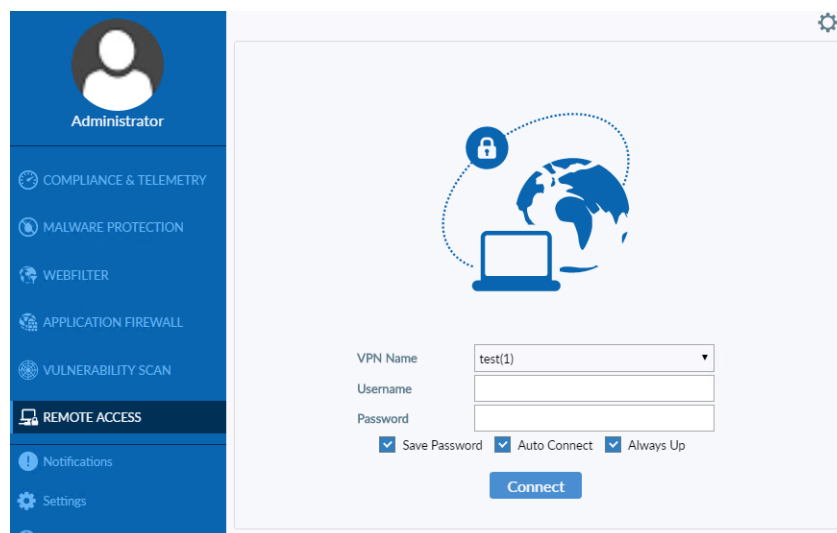 Administrator
COMPLIANCE & TELEMETRY
MALWARE PROTECTION
WEBFILTER
APPLICATION FIREWALL
VULNERABILITY SCAN
REMOTE ACCESS
Notifications
Settings
VPN Name test(1)
Username
Password
Save Password Auto Connect Always Up
Connect